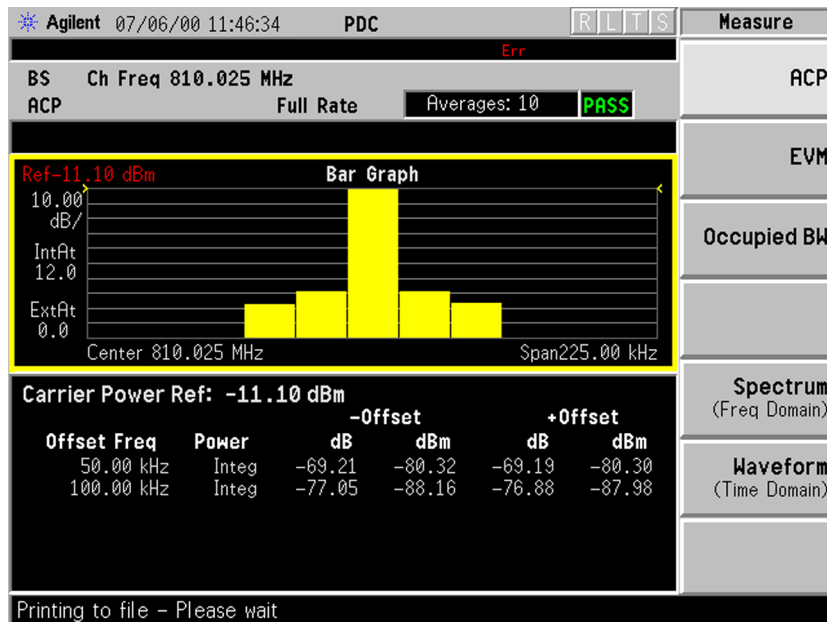 Agilent 07/06/00 11:46:34 PDC R L T S Measure
Err
BS Ch Freq 810.025 MHz
ACP Full Rate Averages: 10 PASS
ACP
EVM
Occupied BW
Spectrum
(Freq Domain)
Waveform
(Time Domain)
Ref-11.10 dBm Bar Graph
10.00
dB/
IntAt
12.0
ExtAt
0.0
Center 810.025 MHz Span225.00 kHz
Carrier Power Ref: -11.10 dBm
-Offset +Offset
Offset Freq Power dB dBm dB dBm
50.00 kHz Integ -69.21 -80.32 -69.19 -80.30
100.00 kHz Integ -77.05 -88.16 -76.88 -87.98
Printing to file - Please wait